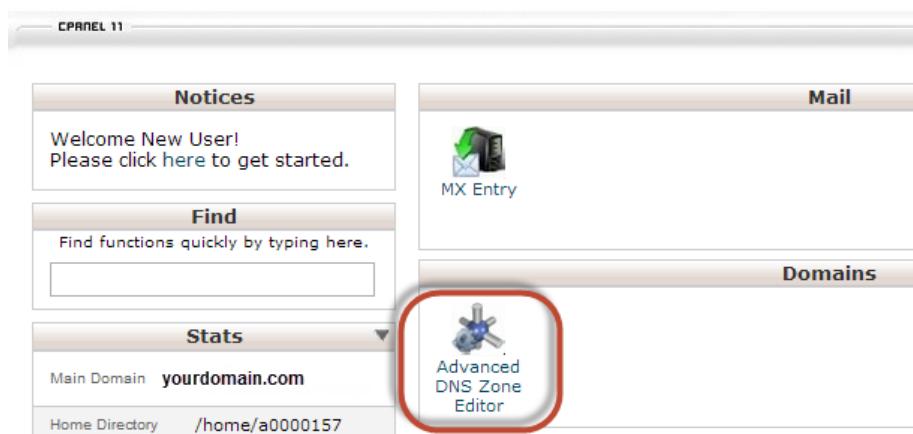 CPANEL 11
Notices
Welcome New User!
Please click here to get started.
Find
Find functions quickly by typing here.
Stats
Main Domain yourdomain.com
Home Directory /home/a0000157
Mail
MX Entry
Domains
Advanced
DNS Zone
Editor